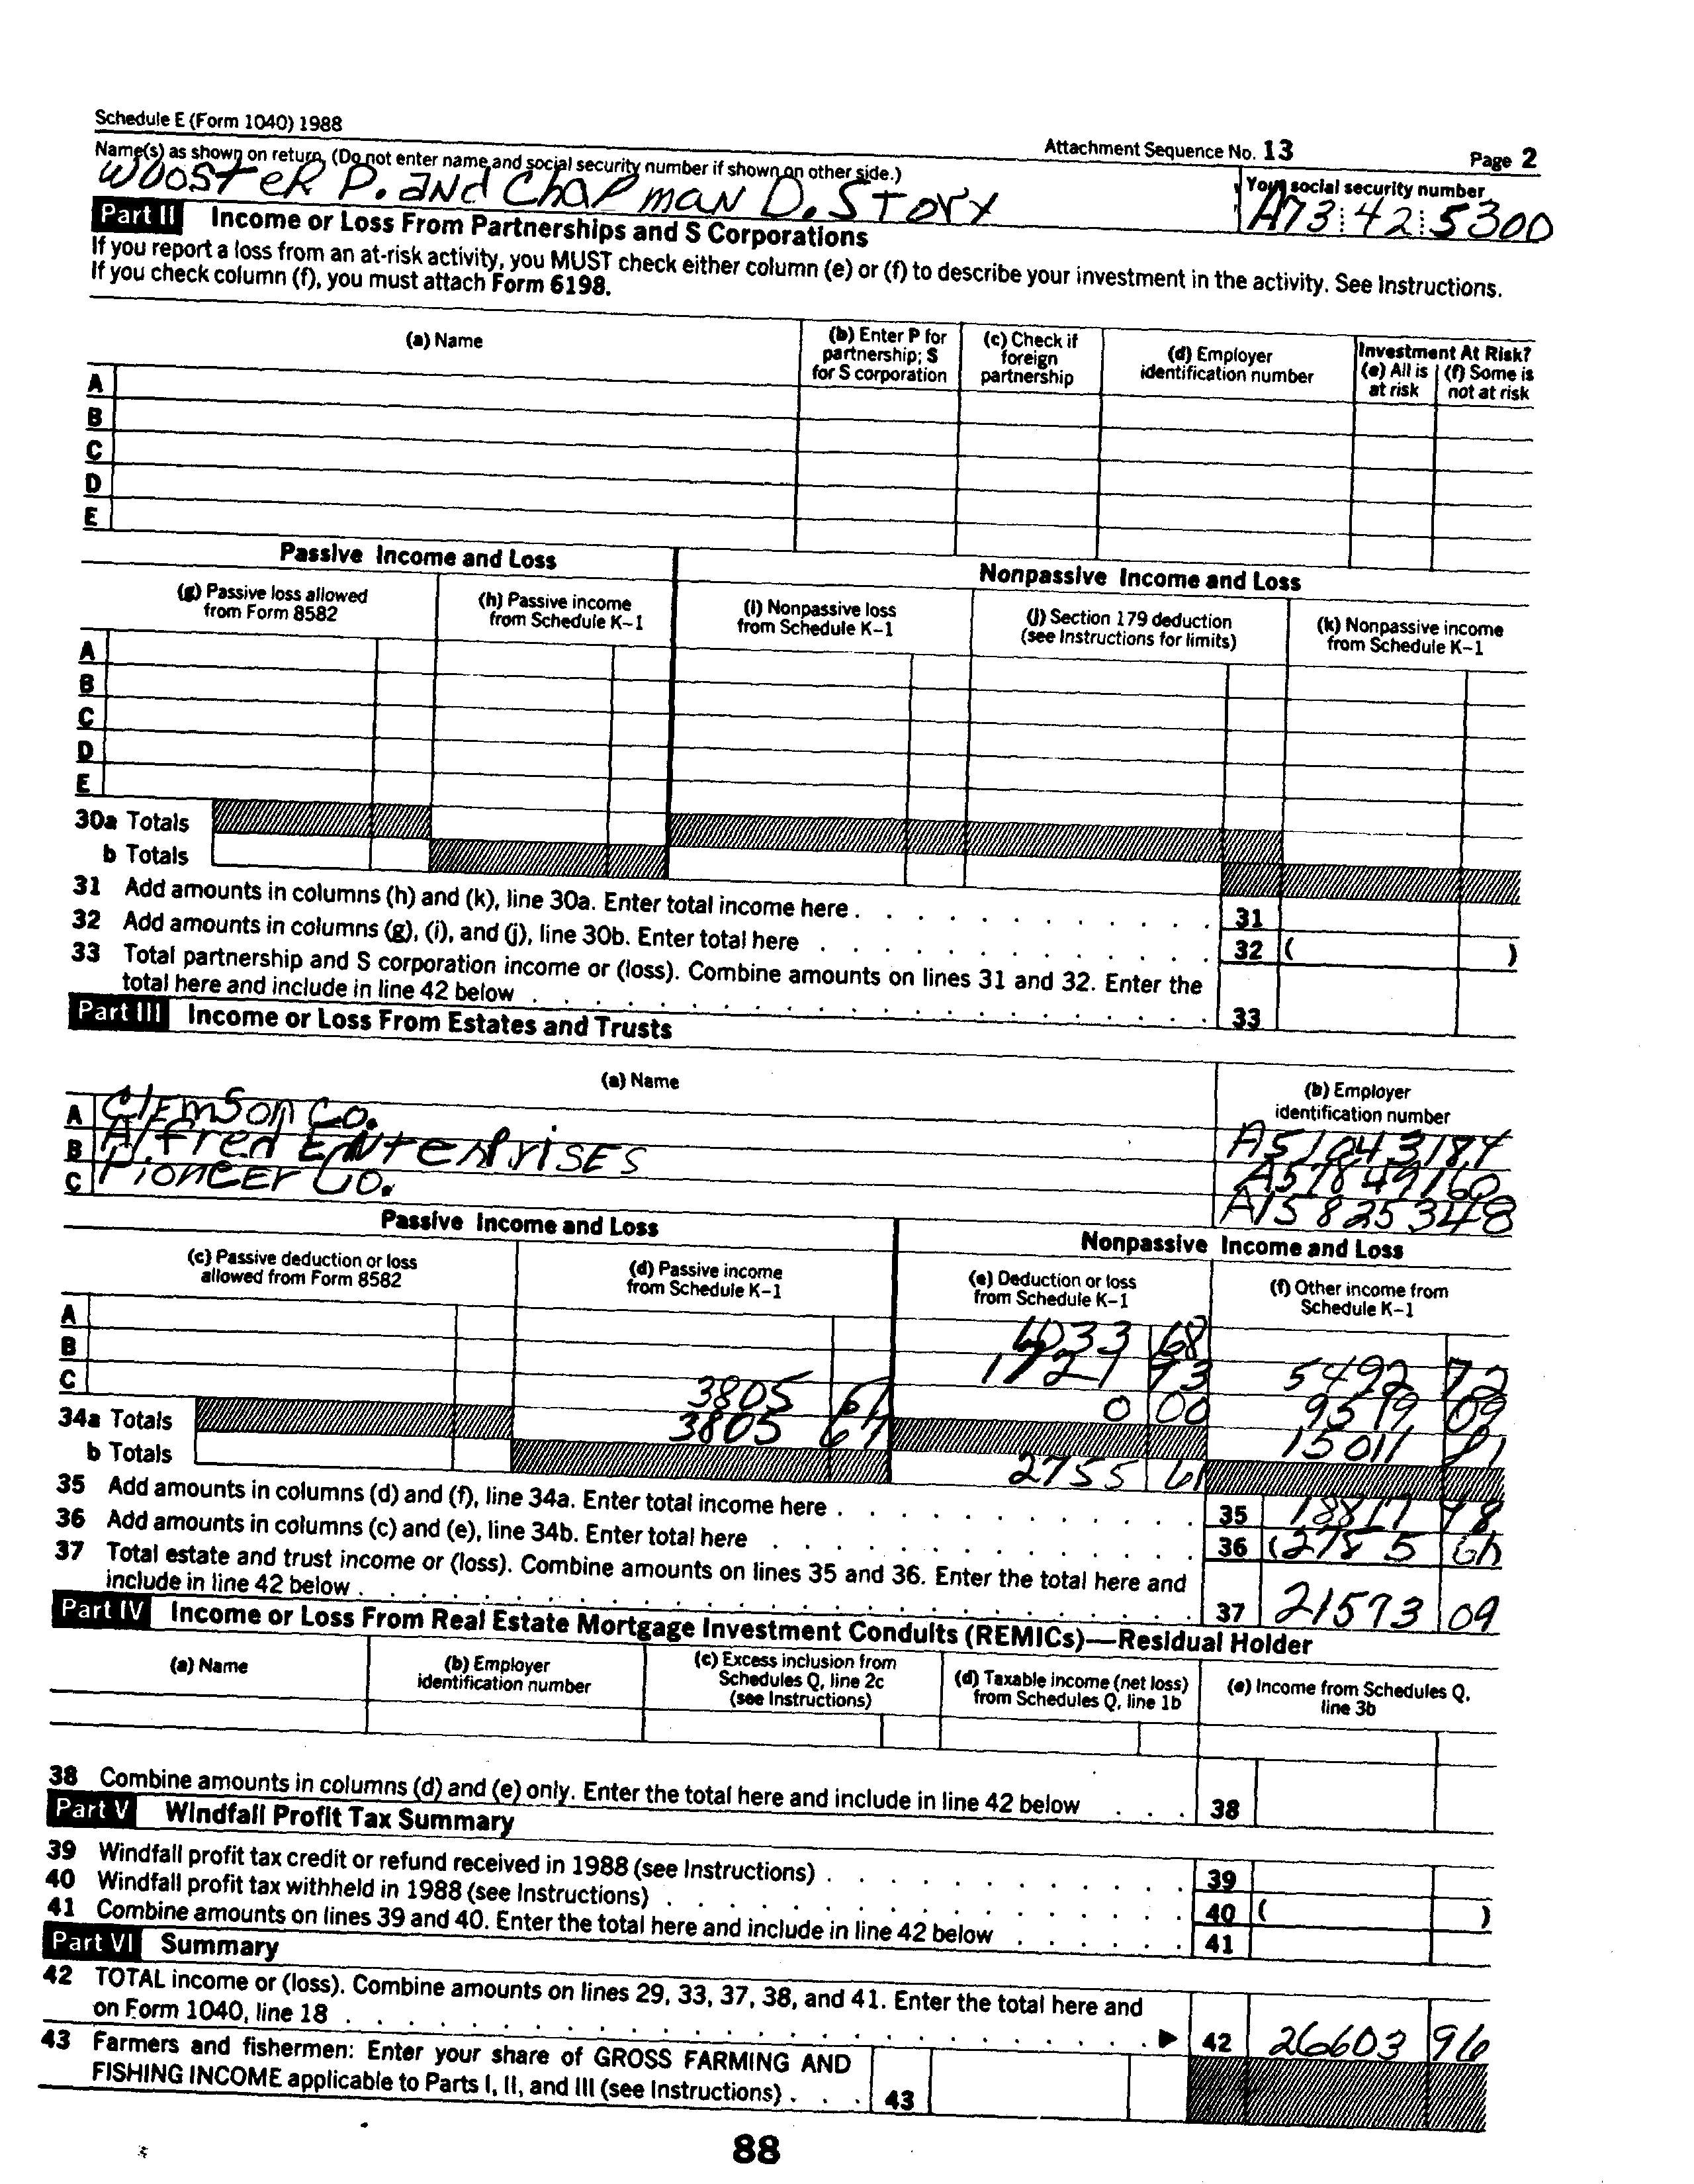 Schedule E (Form 1040) 1988
Attachment Sequence No. 13 Page 2
Name(s) as shown on return. (Do not enter name and social security number if shown on other side.)
Your social security number
WOOSTER P. and Chapman D. STORY
A73 42 5300
Part II Income or Loss From Partnerships and S Corporations
If you report a loss from an at-risk activity, you MUST check either column (e) or (f) to describe your investment in the activity. See Instructions.
If you check column (f), you must attach Form 6198.
(a) Name
(b) Enter P for partnership; S for S corporation
(c) Check if foreign partnership
(d) Employer identification number
Investment At Risk?
(e) All is at risk
(f) Some is not at risk
A
B
C
D
E
Passive Income and Loss
Nonpassive Income and Loss
(g) Passive loss allowed from Form 8582
(h) Passive income from Schedule K–1
(i) Nonpassive loss from Schedule K–1
(j) Section 179 deduction (see Instructions for limits)
(k) Nonpassive income from Schedule K–1
A
B
C
D
E
30a Totals
b Totals
31 Add amounts in columns (h) and (k), line 30a. Enter total income here . 31
32 Add amounts in columns (g), (i), and (j), line 30b. Enter total here . 32 ( )
33 Total partnership and S corporation income or (loss). Combine amounts on lines 31 and 32. Enter the
total here and include in line 42 below . 33
Part III Income or Loss From Estates and Trusts
(a) Name
(b) Employer identification number
A Clemson Co. A51043184
B Alfred Enterprises A57849160
C Pioneer Co. A15825348
Passive Income and Loss
Nonpassive Income and Loss
(c) Passive deduction or loss allowed from Form 8582
(d) Passive income from Schedule K–1
(e) Deduction or loss from Schedule K–1
(f) Other income from Schedule K–1
A 68
B 5492 72
C 3805 67 0 00 09
34a Totals 3805 67 15011 81
b Totals 2755 61
35 Add amounts in columns (d) and (f), line 34a. Enter total income here . 35 18817 48
36 Add amounts in columns (c) and (e), line 34b. Enter total here . 36 (
37 Total estate and trust income or (loss). Combine amounts on lines 35 and 36. Enter the total here and
include in line 42 below . 37 21573 09
Part IV Income or Loss From Real Estate Mortgage Investment Conduits (REMICs)—Residual Holder
(a) Name
(b) Employer identification number
(c) Excess inclusion from Schedules Q, line 2c (see Instructions)
(d) Taxable income (net loss) from Schedules Q, line 1b
(e) Income from Schedules Q, line 3b
38 Combine amounts in columns (d) and (e) only. Enter the total here and include in line 42 below . . . 38
Part V Windfall Profit Tax Summary
39 Windfall profit tax credit or refund received in 1988 (see Instructions) . 39
40 Windfall profit tax withheld in 1988 (see Instructions) . 40 ( )
41 Combine amounts on lines 39 and 40. Enter the total here and include in line 42 below . 41
Part VI Summary
42 TOTAL income or (loss). Combine amounts on lines 29, 33, 37, 38, and 41. Enter the total here and
on Form 1040, line 18 . ▶ 42 26603 96
43 Farmers and fishermen: Enter your share of GROSS FARMING AND
FISHING INCOME applicable to Parts I, II, and III (see Instructions) . . . 43
88